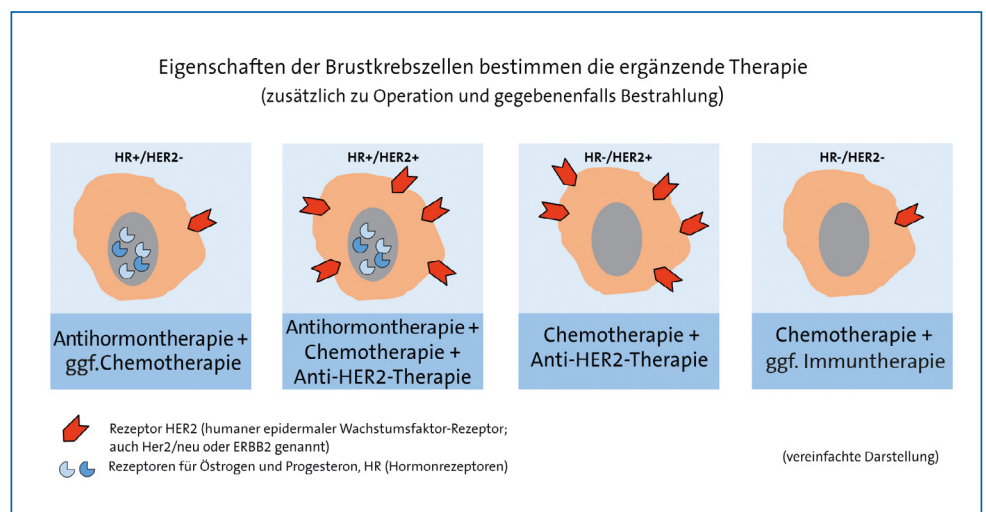 Eigenschaften der Brustkrebszellen bestimmen die ergänzende Therapie
(zusätzlich zu Operation und gegebenenfalls Bestrahlung)
HR+/HER2-
Antihormontherapie +
ggf.Chemotherapie
HR+/HER2+
Antihormontherapie +
Chemotherapie +
Anti-HER2-Therapie
HR-/HER2+
Chemotherapie +
Anti-HER2-Therapie
HR-/HER2-
Chemotherapie +
ggf. Immuntherapie
Rezeptor HER2 (humaner epidermaler Wachstumsfaktor-Rezeptor;
auch Her2/neu oder ERBB2 genannt)
Rezeptoren für Östrogen und Progesteron, HR (Hormonrezeptoren)
(vereinfachte Darstellung)